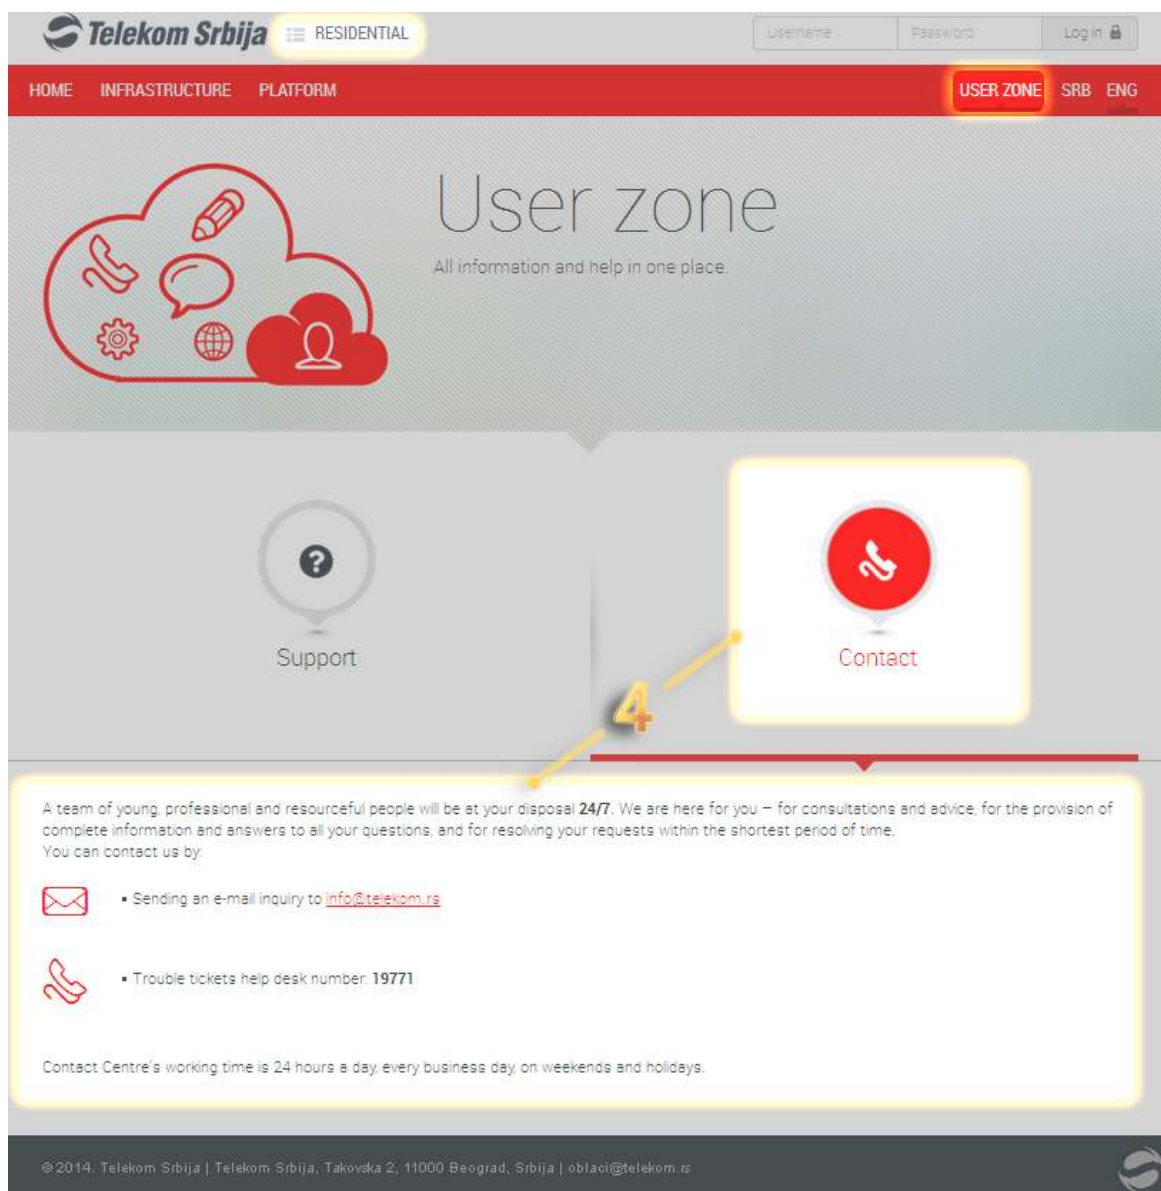 Telekom Srbija
RESIDENTIAL
Username
Password
Log in
HOME
INFRASTRUCTURE
PLATFORM
USER ZONE
SRB
ENG
User zone
All information and help in one place.
?
Support
Contact
4
A team of young, professional and resourceful people will be at your disposal 24/7. We are here for you – for consultations and advice, for the provision of
complete information and answers to all your questions, and for resolving your requests within the shortest period of time.
You can contact us by:
▪ Sending an e-mail inquiry to info@telekom.rs
▪ Trouble tickets help desk number: 19771
Contact Centre's working time is 24 hours a day, every business day, on weekends and holidays.
©2014. Telekom Srbija | Telekom Srbija, Takovska 2, 11000 Beograd, Srbija | oblaci@telekom.rs